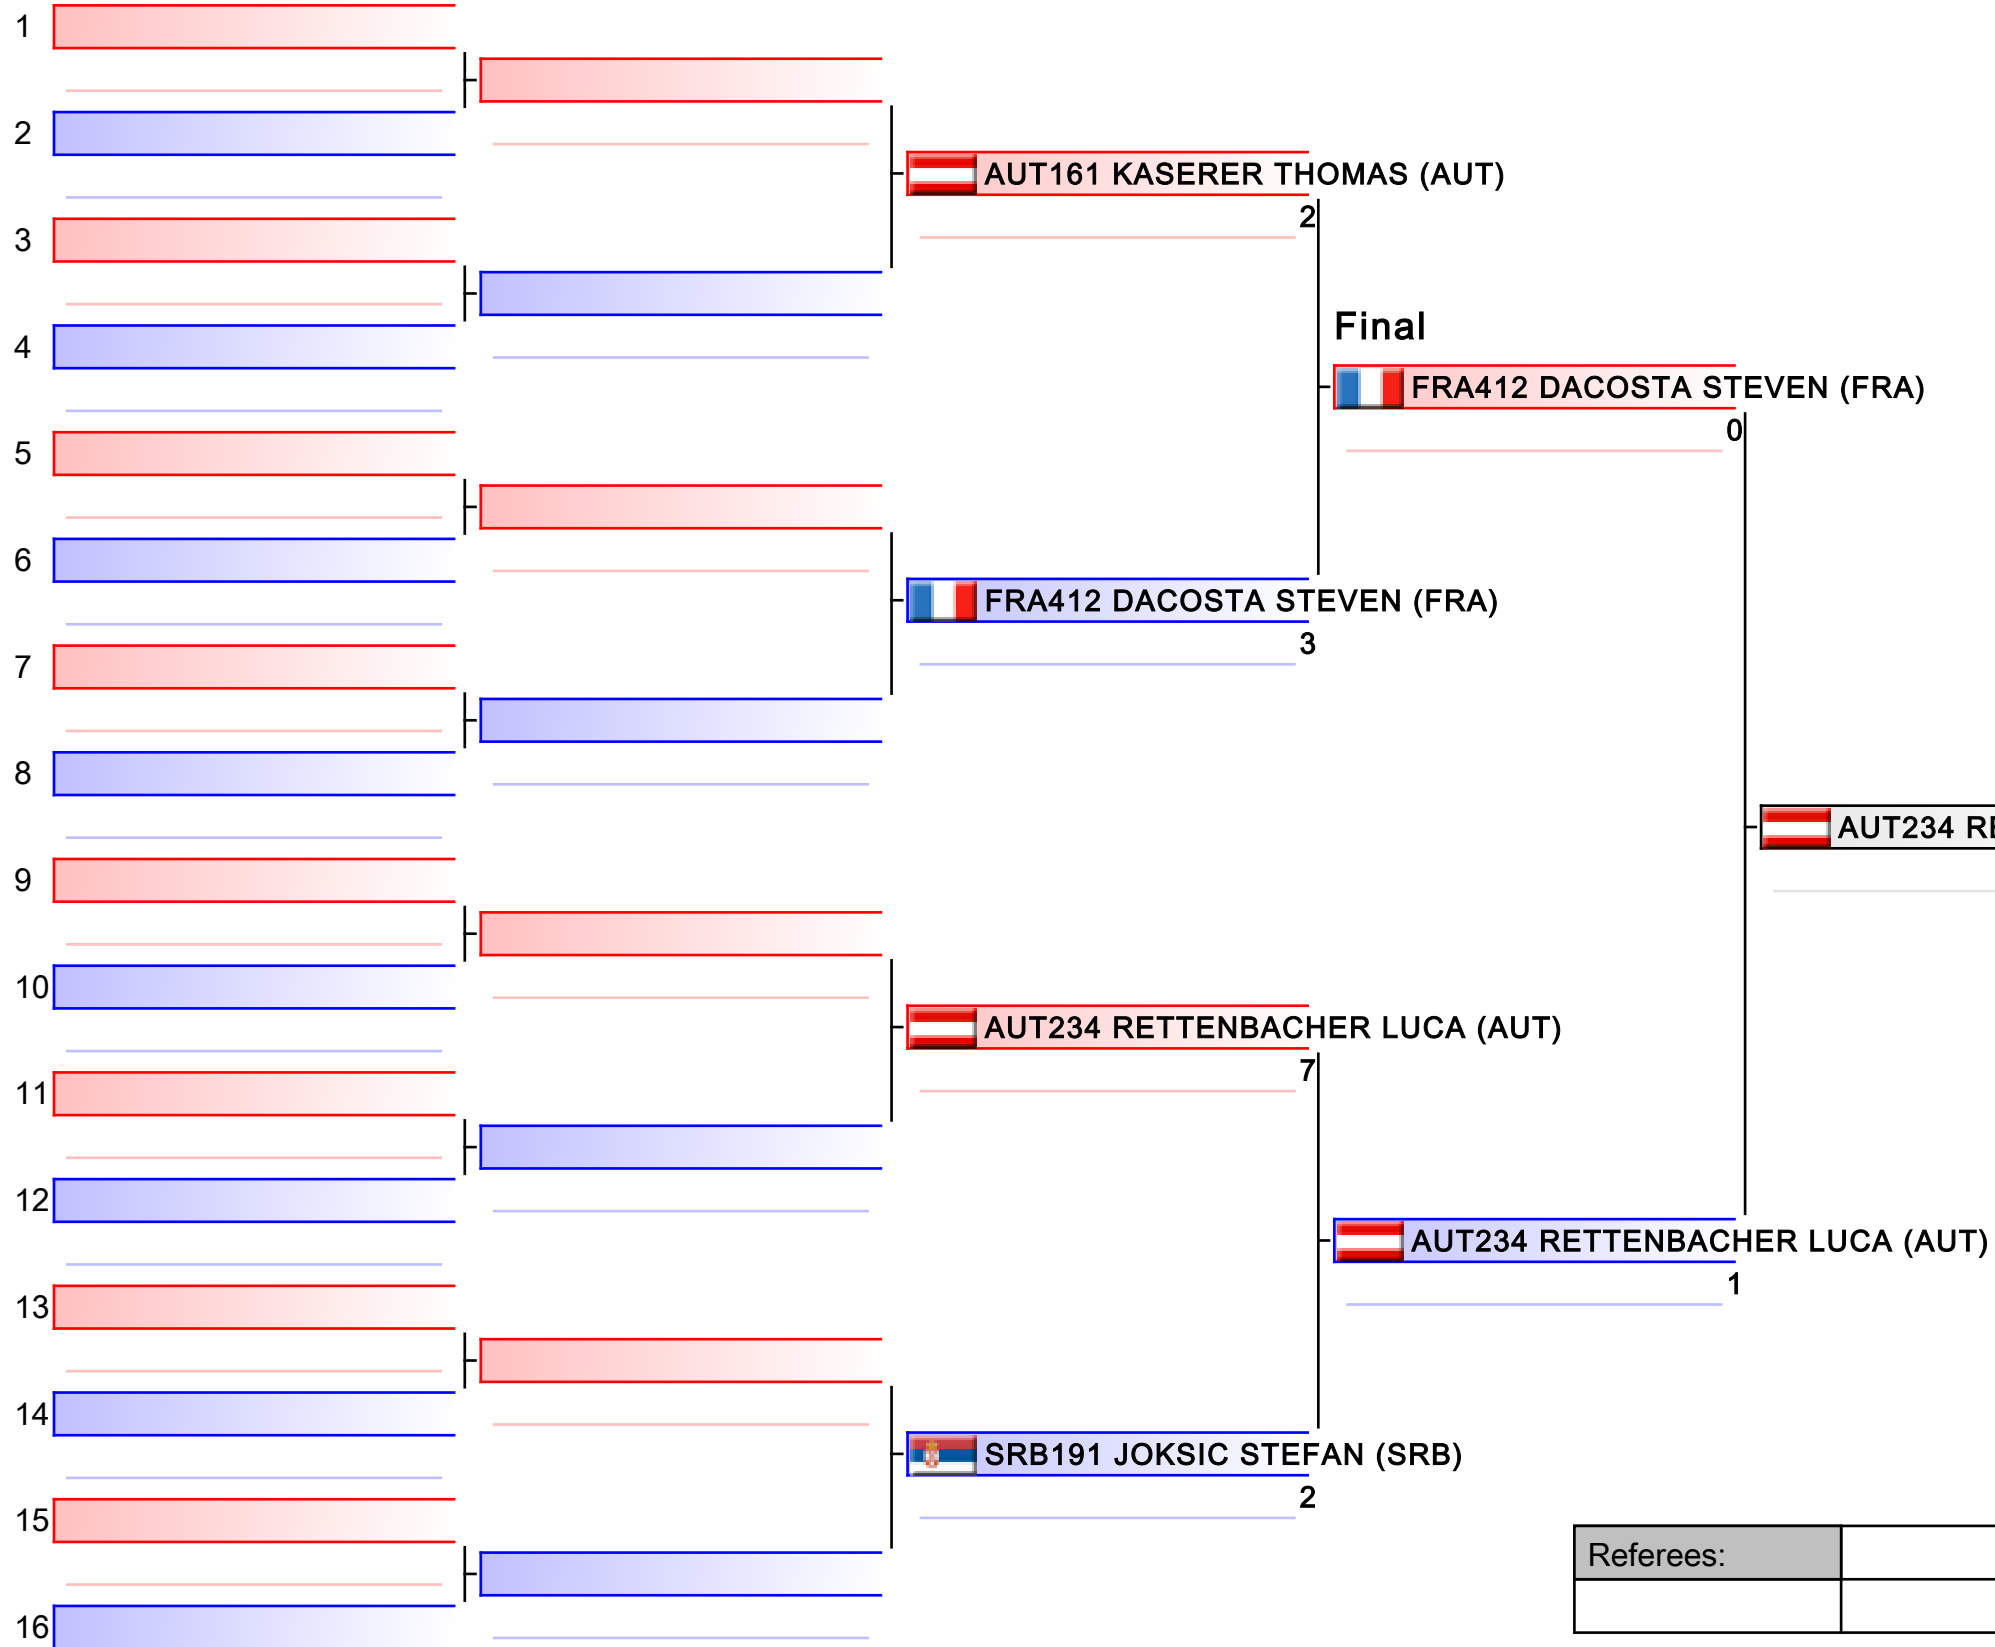 1
2
AUT161 KASERER THOMAS (AUT)
2
3
Final
4
FRA412 DACOSTA STEVEN (FRA)
0
5
6
FRA412 DACOSTA STEVEN (FRA)
3
7
8
AUT234
9
10
AUT234 RETTENBACHER LUCA (AUT)
7
11
12
AUT234 RETTENBACHER LUCA (AUT)
1
13
14
SRB191 JOKSIC STEFAN (SRB)
2
15
Referees:
16